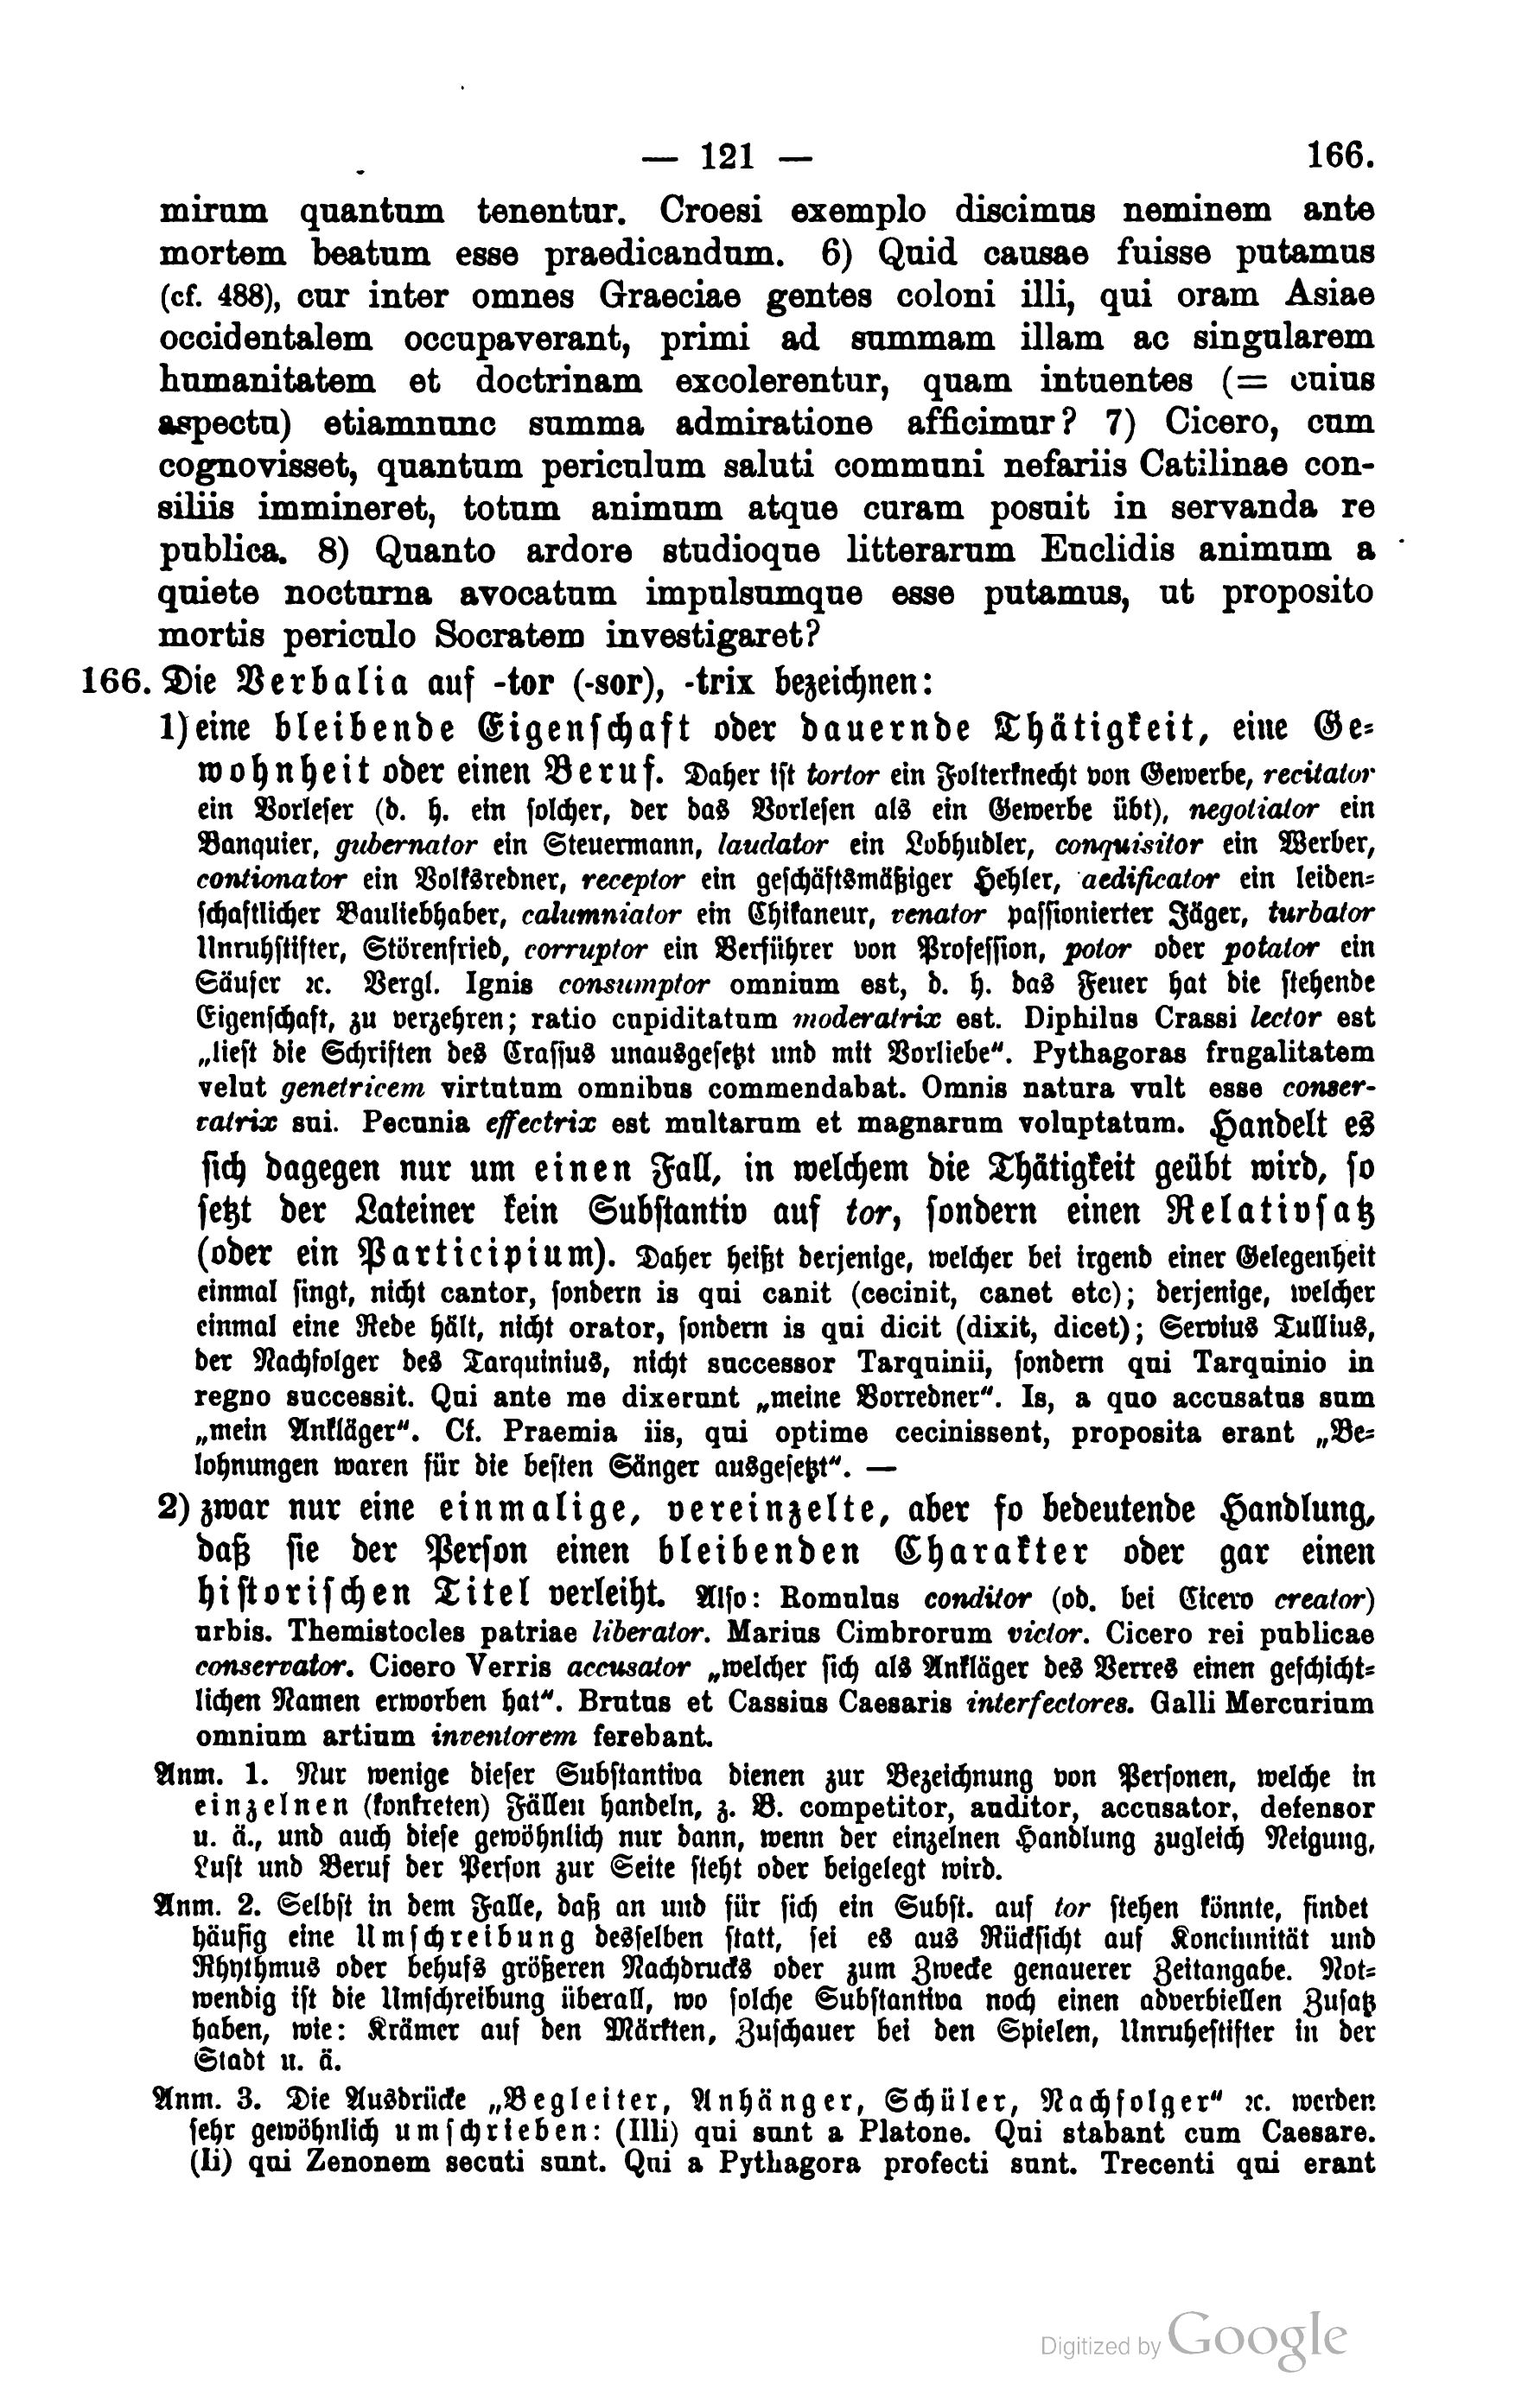 — 121 — 166.
mirum quantum tenentur. Croesi exemplo discimus neminem ante
mortem beatum esse praedicandum. 6) Quid causae fuisse putamus
(cf. 488), cur inter omnes Graeciae gentes coloni illi, qui oram Asiae
occidentalem occupaverant, primi ad summam illam ac singularem
humanitatem et doctrinam excolerentur, quam intuentes (= cuius
aspectu) etiamnunc summa admiratione afficimur? 7) Cicero, cum
cognovisset, quantum periculum saluti communi nefariis Catilinae con-
siliis immineret, totum animum atque curam posuit in servanda re
publica. 8) Quanto ardore studioque litterarum Euclidis animum a
quiete nocturna avocatum impulsumque esse putamus, ut proposito
mortis periculo Socratem investigaret?
166. Die Verbalia auf -tor (-sor), -trix bezeichnen:
1) eine bleibende Eigenschaft oder dauernde Thätigkeit, eine Ge-
wohnheit oder einen Beruf. Daher ist tortor ein Folterknecht von Gewerbe, recitator
ein Vorleser (d. h. ein solcher, der das Vorlesen als ein Gewerbe übt), negotiator ein
Banquier, gubernator ein Steuermann, laudator ein Lobhudler, conquisitor ein Werber,
contionator ein Volksredner, receptor ein geschäftsmäßiger Hehler, aedificator ein leiden-
schaftlicher Bauliebhaber, calumniator ein Chikaneur, venator passionierter Jäger, turbator
Unruhstifter, Störenfried, corruptor ein Verführer von Profession, potor oder potator ein
Säufer ꝛc. Vergl. Ignis consumptor omnium est, d. h. das Feuer hat die stehende
Eigenschaft, zu verzehren; ratio cupiditatum moderatrix est. Diphilus Crassi lector est
„liest die Schriften des Crassus unausgesetzt und mit Vorliebe“. Pythagoras frugalitatem
velut genetricem virtutum omnibus commendabat. Omnis natura vult esse conser-
vatrix sui. Pecunia effectrix est multarum et magnarum voluptatum. Handelt es
sich dagegen nur um einen Fall, in welchem die Thätigkeit geübt wird, so
setzt der Lateiner kein Substantiv auf tor, sondern einen Relativsatz
(oder ein Participium). Daher heißt derjenige, welcher bei irgend einer Gelegenheit
einmal singt, nicht cantor, sondern is qui canit (cecinit, canet etc); derjenige, welcher
einmal eine Rede hält, nicht orator, sondern is qui dicit (dixit, dicet); Servius Tullius,
der Nachfolger des Tarquinius, nicht successor Tarquinii, sondern qui Tarquinio in
regno successit. Qui ante me dixerunt „meine Vorredner“. Is, a quo accusatus sum
„mein Ankläger“. Cf. Praemia iis, qui optime cecinissent, proposita erant „Be-
lohnungen waren für die besten Sänger ausgesetzt“. —
2) zwar nur eine einmalige, vereinzelte, aber so bedeutende Handlung,
daß sie der Person einen bleibenden Charakter oder gar einen
historischen Titel verleiht. Also: Romulus conditor (ob. bei Cicero creator)
urbis. Themistocles patriae liberator. Marius Cimbrorum victor. Cicero rei publicae
conservator. Cicero Verris accusator „welcher sich als Ankläger des Verres einen geschicht-
lichen Namen erworben hat“. Brutus et Cassius Caesaris interfectores. Galli Mercurium
omnium artium inventorem ferebant.
Anm. 1. Nur wenige dieser Substantiva dienen zur Bezeichnung von Personen, welche in
einzelnen (konkreten) Fällen handeln, z. B. competitor, auditor, accusator, defensor
u. ä., und auch diese gewöhnlich nur dann, wenn der einzelnen Handlung zugleich Neigung,
Lust und Beruf der Person zur Seite steht oder beigelegt wird.
Anm. 2. Selbst in dem Falle, daß an und für sich ein Subst. auf tor stehen könnte, findet
häufig eine Umschreibung desselben statt, sei es aus Rücksicht auf Koncinnität und
Rhythmus oder behufs größeren Nachdrucks oder zum Zwecke genauerer Zeitangabe. Not-
wendig ist die Umschreibung überall, wo solche Substantiva noch einen adverbiellen Zusatz
haben, wie: Krämer auf den Märkten, Zuschauer bei den Spielen, Unruhestifter in der
Stadt u. ä.
Anm. 3. Die Ausdrücke „Begleiter, Anhänger, Schüler, Nachfolger“ ꝛc. werden
sehr gewöhnlich umschrieben: (Illi) qui sunt a Platone. Qui stabant cum Caesare.
(Ii) qui Zenonem secuti sunt. Qui a Pythagora profecti sunt. Trecenti qui erant
Digitized by Google